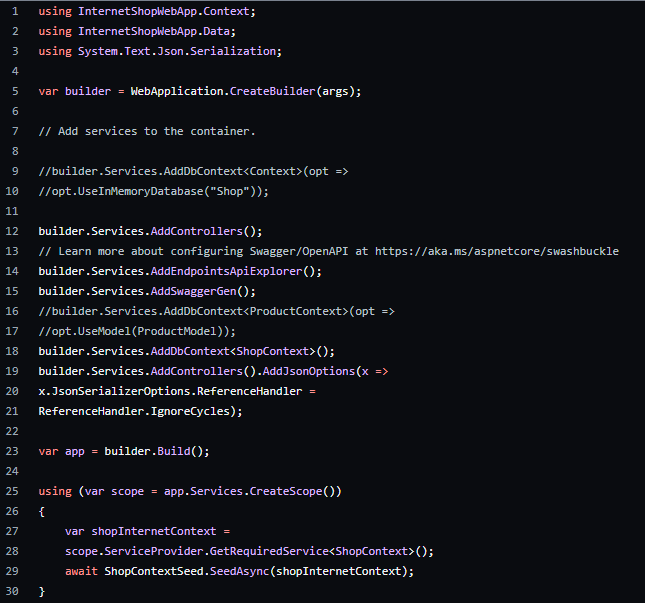 1 using InternetShopWebApp.Context;
2 using InternetShopWebApp.Data;
3 using System.Text.Json.Serialization;
4
5 var builder = WebApplication.CreateBuilder(args);
6
7 // Add services to the container.
8
9 //builder.Services.AddDbContext<Context>(opt =>
10 //opt.UseInMemoryDatabase("Shop"));
11
12 builder.Services.AddControllers();
13 // Learn more about configuring Swagger/OpenAPI at https://aka.ms/aspnetcore/swashbuckle
14 builder.Services.AddEndpointsApiExplorer();
15 builder.Services.AddSwaggerGen();
16 //builder.Services.AddDbContext<ProductContext>(opt =>
17 //opt.UseModel(ProductModel));
18 builder.Services.AddDbContext<ShopContext>();
19 builder.Services.AddControllers().AddJsonOptions(x =>
20 x.JsonSerializerOptions.ReferenceHandler =
21 ReferenceHandler.IgnoreCycles);
22
23 var app = builder.Build();
24
25 using (var scope = app.Services.CreateScope())
26 {
27     var shopInternetContext =
28     scope.ServiceProvider.GetRequiredService<ShopContext>();
29     await ShopContextSeed.SeedAsync(shopInternetContext);
30 }